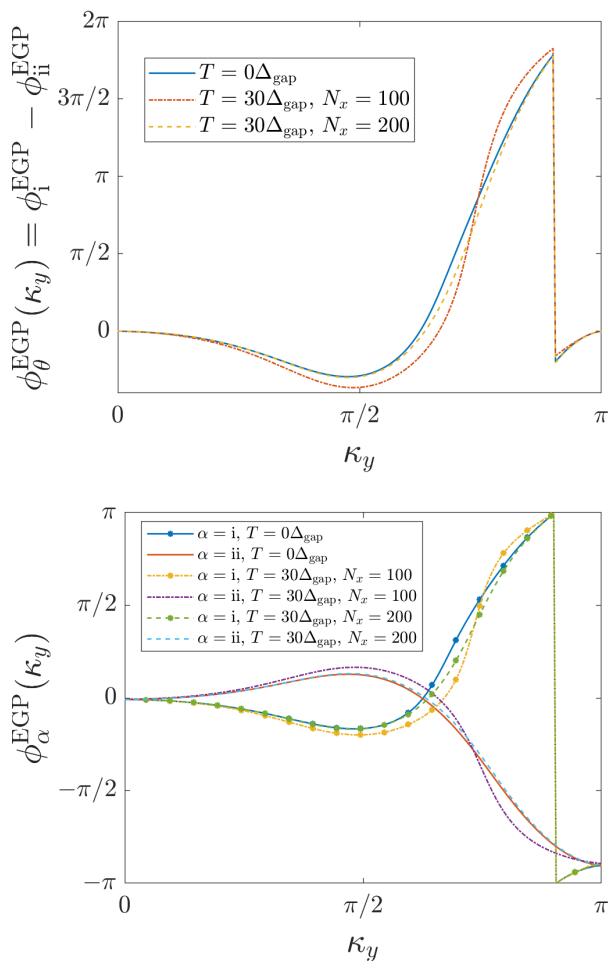 2π
3π/2
π
π/2
0
ϕ_θ^EGP(κ_y) = ϕ_i^EGP − ϕ_ii^EGP
T = 0Δ_gap
T = 30Δ_gap, N_x = 100
T = 30Δ_gap, N_x = 200
0 π/2 π
κ_y
π
π/2
0
−π/2
−π
ϕ_α^EGP(κ_y)
α = i, T = 0Δ_gap
α = ii, T = 0Δ_gap
α = i, T = 30Δ_gap, N_x = 100
α = ii, T = 30Δ_gap, N_x = 100
α = i, T = 30Δ_gap, N_x = 200
α = ii, T = 30Δ_gap, N_x = 200
0 π/2 π
κ_y